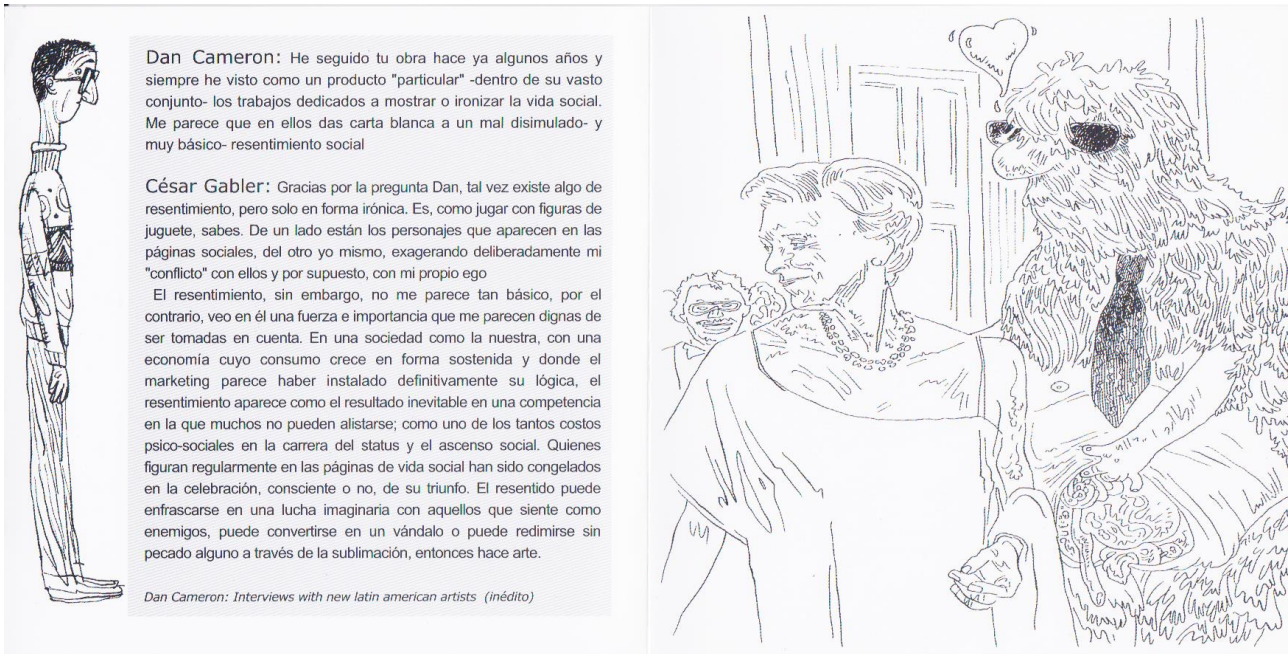 Dan Cameron: He seguido tu obra hace ya algunos años y
siempre he visto como un producto "particular" -dentro de su vasto
conjunto- los trabajos dedicados a mostrar o ironizar la vida social.
Me parece que en ellos das carta blanca a un mal disimulado- y
muy básico- resentimiento social
César Gabler: Gracias por la pregunta Dan, tal vez existe algo de
resentimiento, pero solo en forma irónica. Es, como jugar con figuras de
juguete, sabes. De un lado están los personajes que aparecen en las
páginas sociales, del otro yo mismo, exagerando deliberadamente mi
"conflicto" con ellos y por supuesto, con mi propio ego
El resentimiento, sin embargo, no me parece tan básico, por el
contrario, veo en él una fuerza e importancia que me parecen dignas de
ser tomadas en cuenta. En una sociedad como la nuestra, con una
economía cuyo consumo crece en forma sostenida y donde el
marketing parece haber instalado definitivamente su lógica, el
resentimiento aparece como el resultado inevitable en una competencia
en la que muchos no pueden alistarse; como uno de los tantos costos
psico-sociales en la carrera del status y el ascenso social. Quienes
figuran regularmente en las páginas de vida social han sido congelados
en la celebración, consciente o no, de su triunfo. El resentido puede
enfrascarse en una lucha imaginaria con aquellos que siente como
enemigos, puede convertirse en un vándalo o puede redimirse sin
pecado alguno a través de la sublimación, entonces hace arte.
Dan Cameron: Interviews with new latin american artists (inédito)